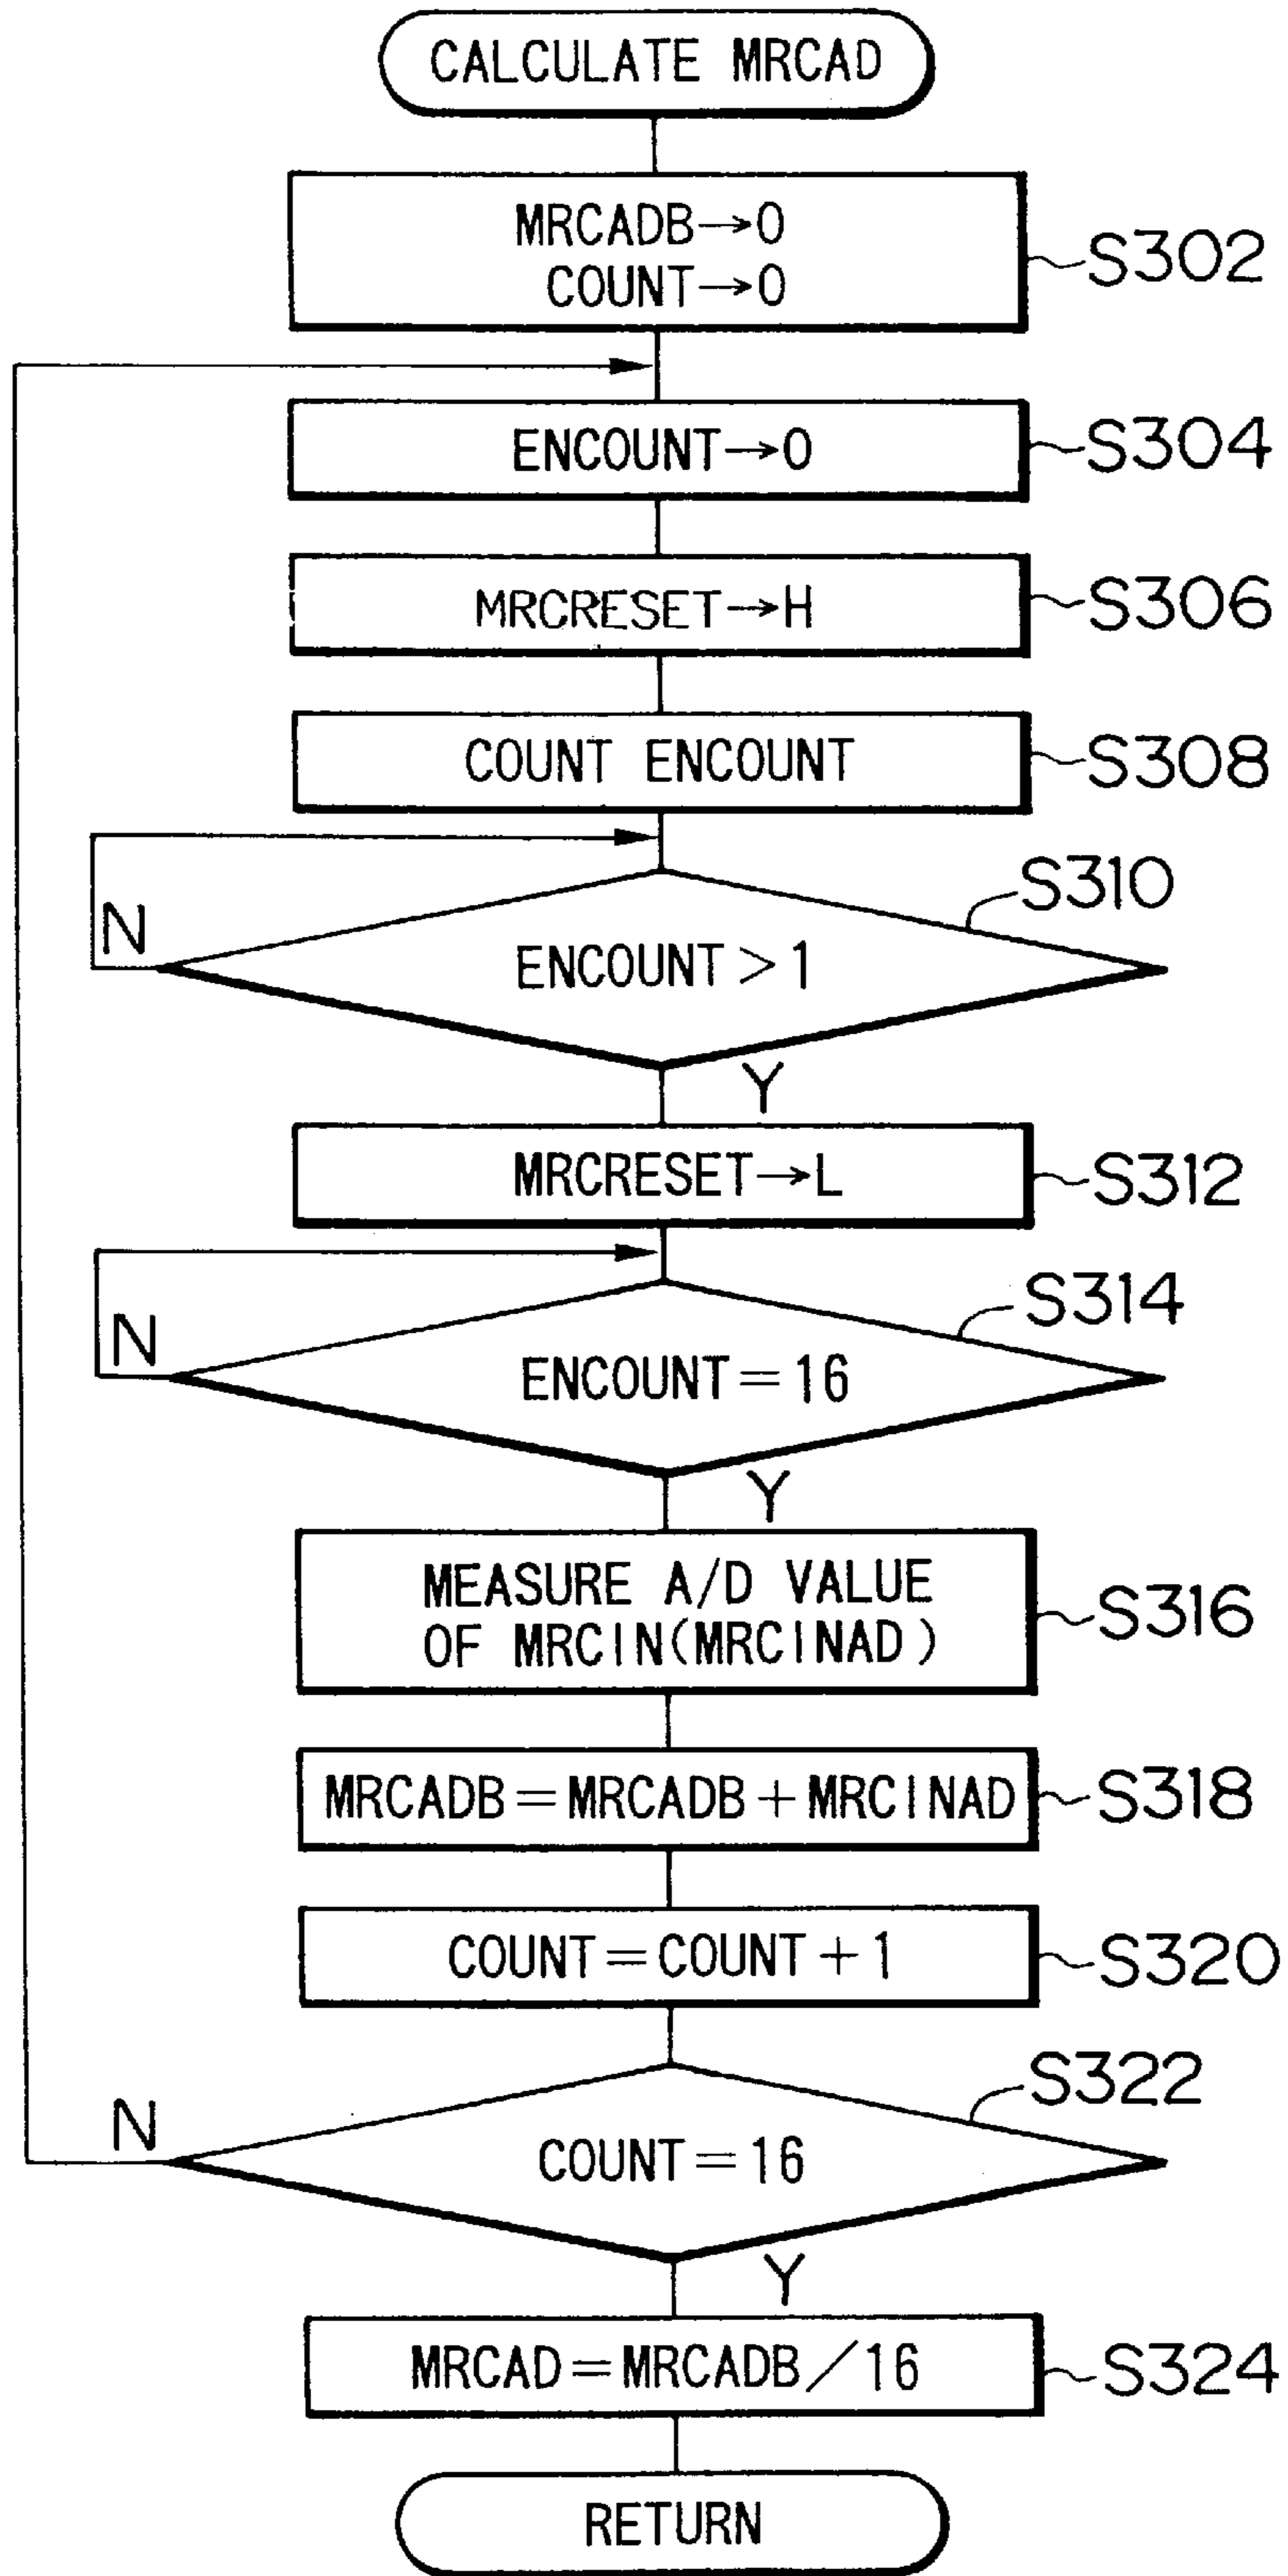 CALCULATE MRCAD
MRCADB→0
COUNT→0
S302
ENCOUNT→0
S304
MRCRESET→H
S306
COUNT ENCOUNT
S308
S310
N
ENCOUNT>1
Y
MRCRESET→L
S312
S314
N
ENCOUNT=16
Y
MEASURE A/D VALUE
OF MRCIN(MRCINAD)
S316
MRCADB=MRCADB+MRCINAD
S318
COUNT=COUNT+1
S320
S322
N
COUNT=16
Y
MRCAD=MRCADB/16
S324
RETURN